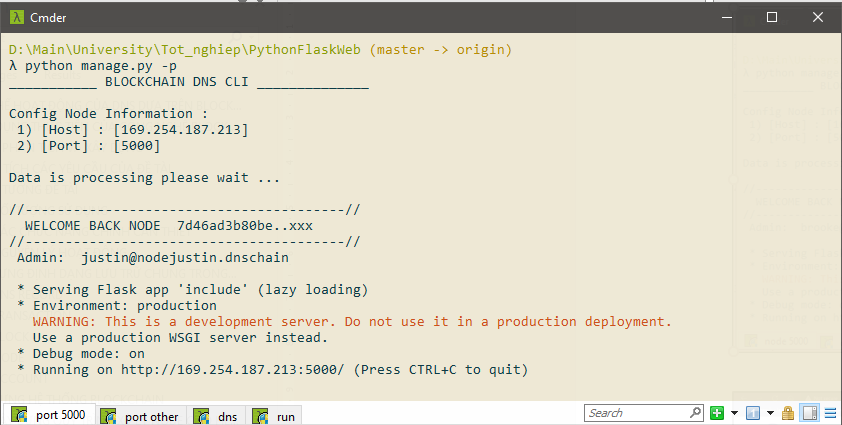 Cmder
D:\Main\University\Tot_nghiep\PythonFlaskWeb (master -> origin)
λ python manage.py -p
___________ BLOCKCHAIN DNS CLI ______________
Config Node Information :
1) [Host] : [169.254.187.213]
2) [Port] : [5000]
Data is processing please wait ...
//----------------------------------------//
WELCOME BACK NODE  7d46ad3b80be..xxx
//----------------------------------------//
Admin:  justin@nodejustin.dnschain
* Serving Flask app 'include' (lazy loading)
* Environment: production
WARNING: This is a development server. Do not use it in a production deployment.
Use a production WSGI server instead.
* Debug mode: on
* Running on http://169.254.187.213:5000/ (Press CTRL+C to quit)
port 5000 port other dns run Search